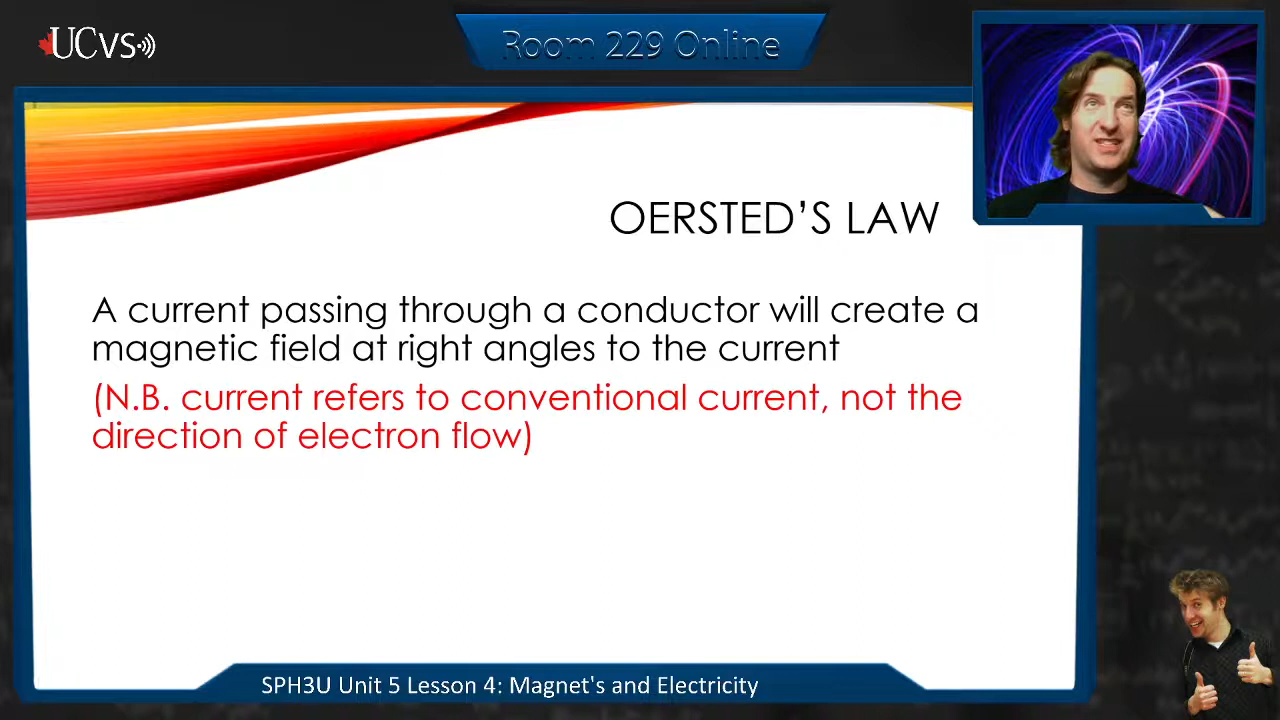 UCvs
Room 229 Online
OERSTED'S LAW
A current passing through a conductor will create a
magnetic field at right angles to the current
(N.B. current refers to conventional current, not the
direction of electron flow)
SPH3U Unit 5 Lesson 4: Magnet's and Electricity